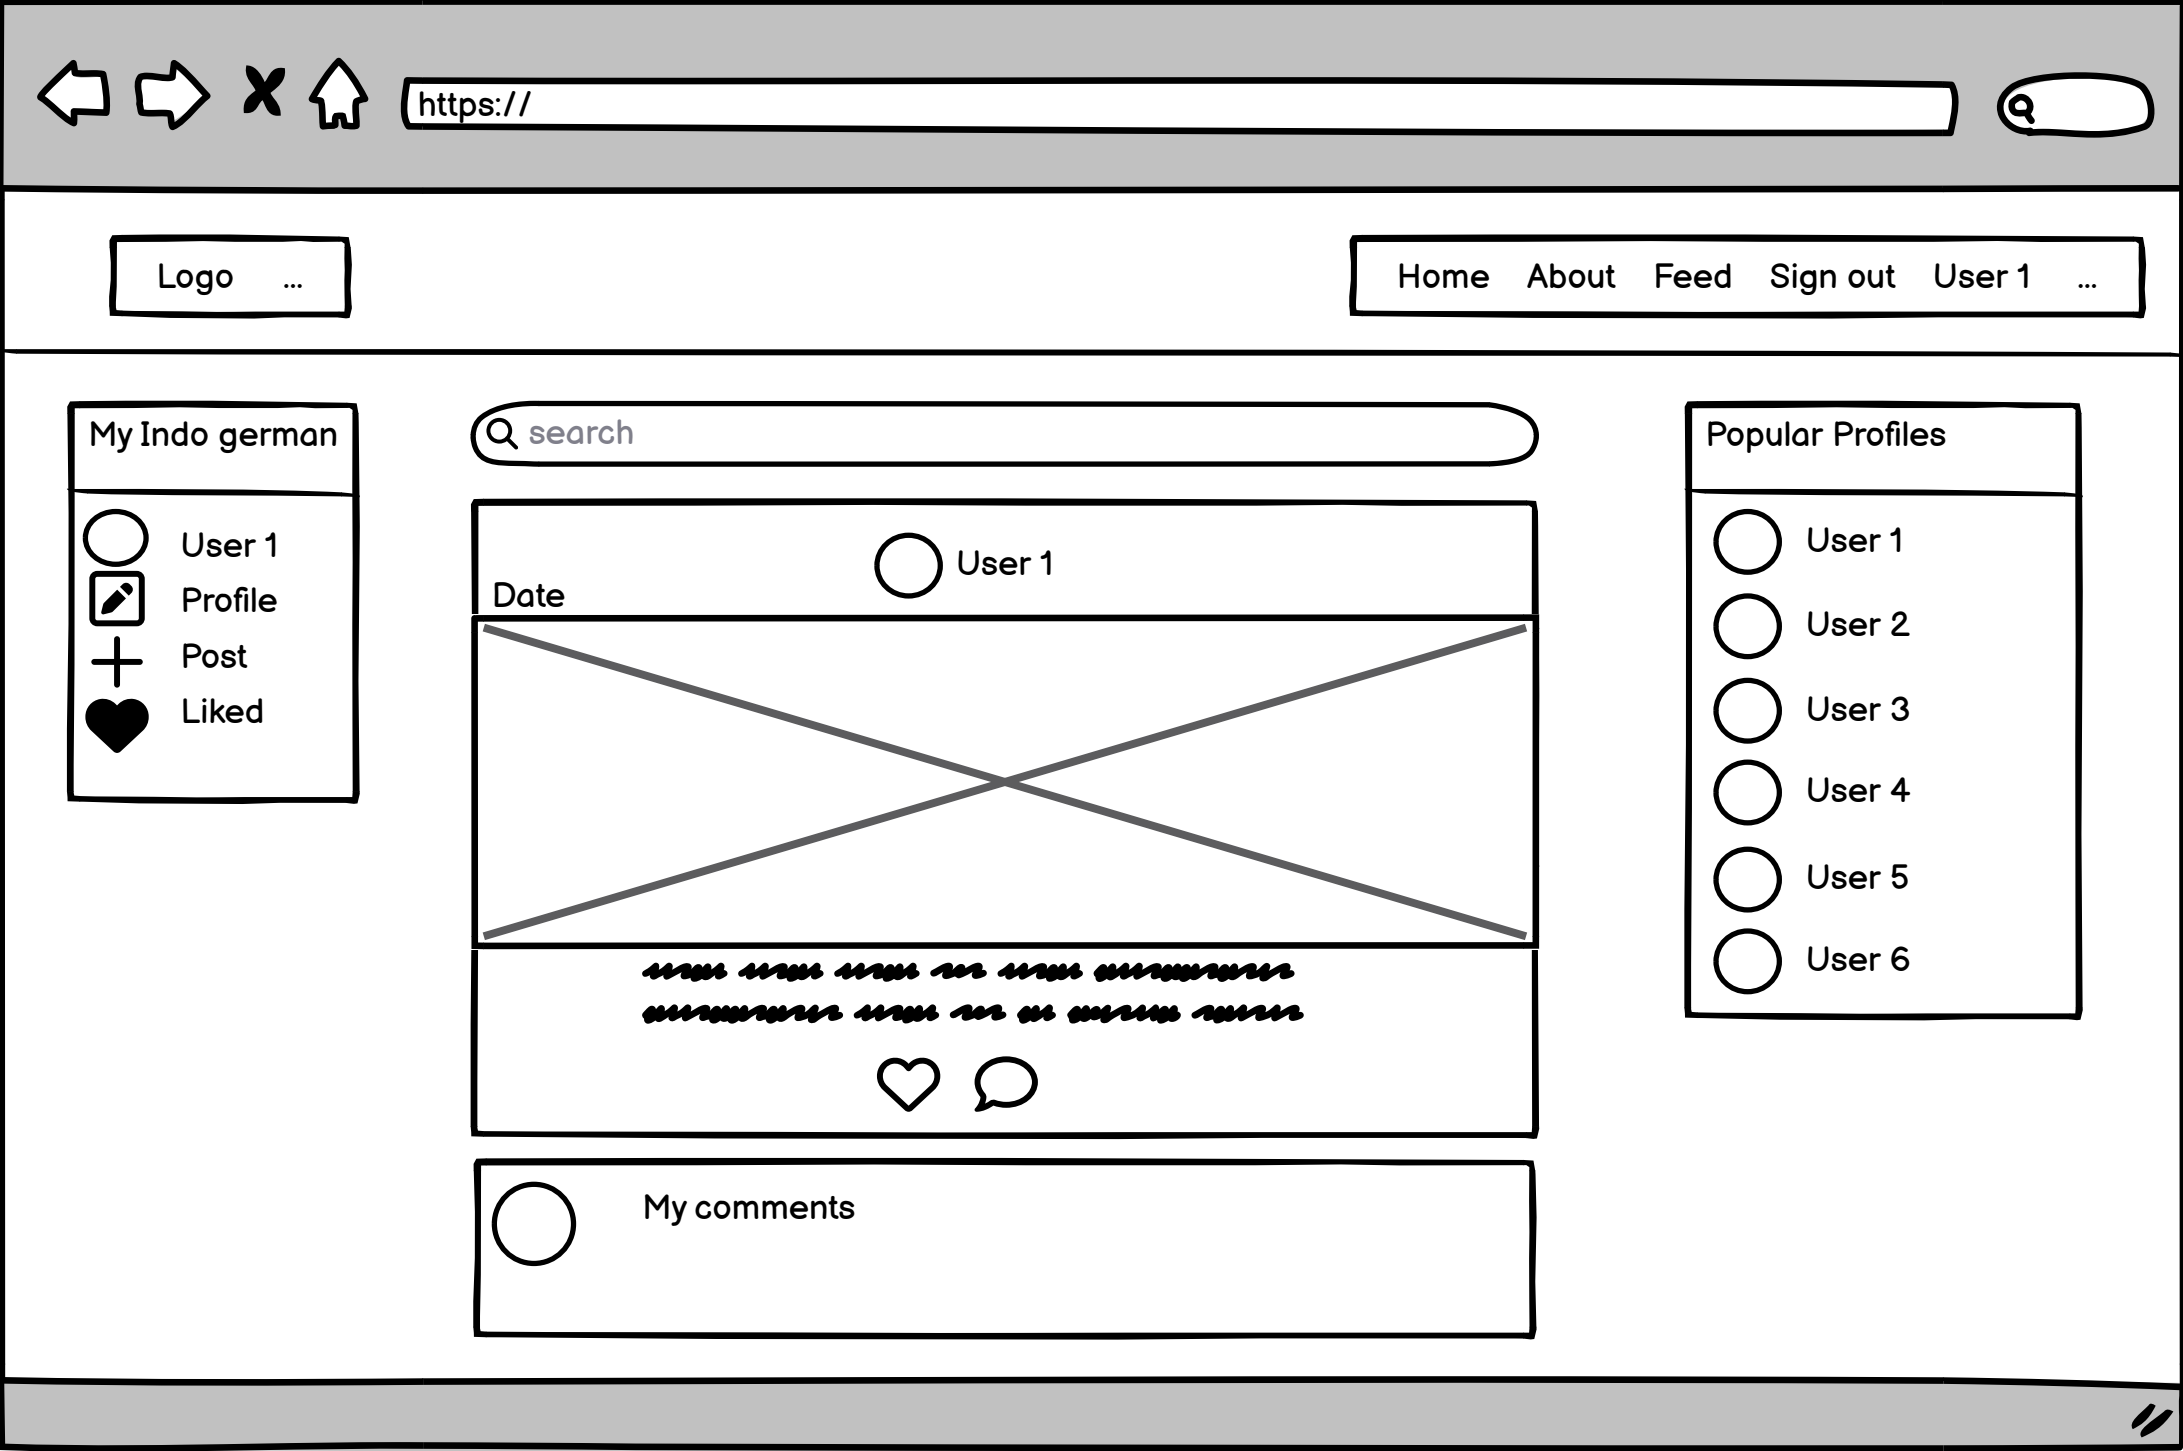 https://
Logo ...
Home About Feed Sign out User 1 ...
My Indo german
User 1
Profile
Post
Liked
search
User 1
Date
My comments
Popular Profiles
User 1
User 2
User 3
User 4
User 5
User 6